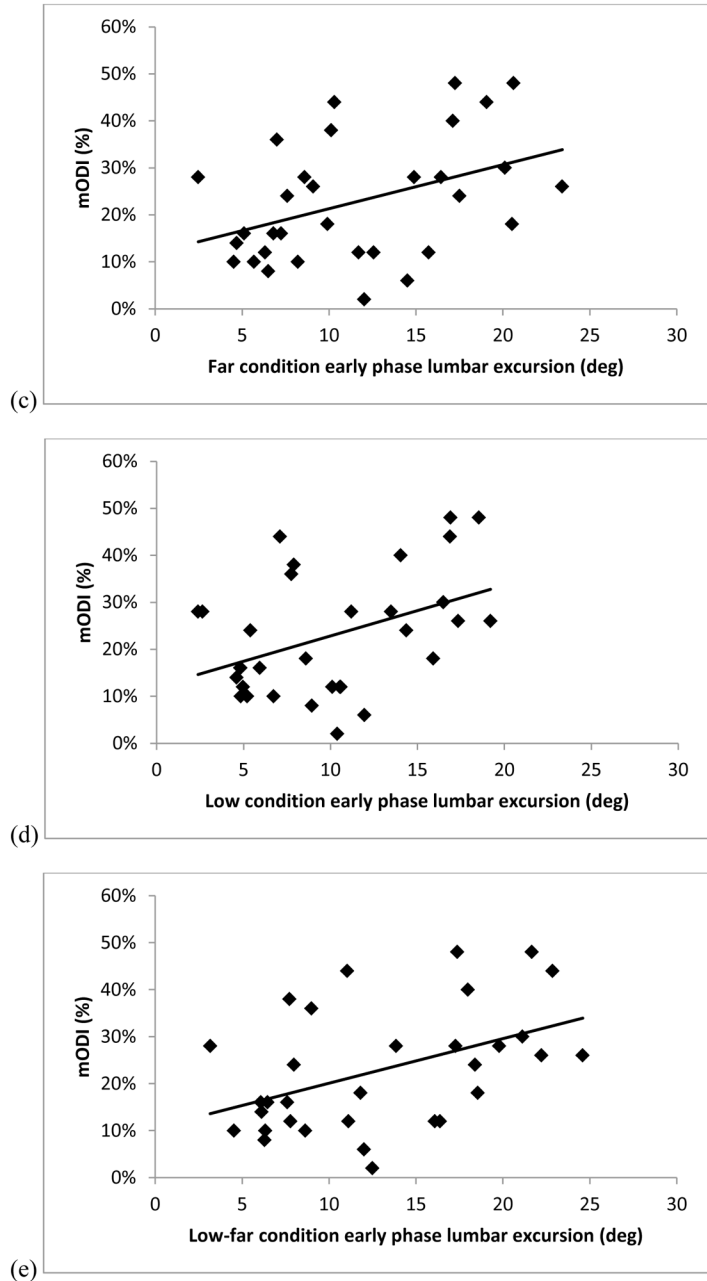 60%
50%
40%
30%
20%
10%
0%
mODI (%)
0 5 10 15 20 25 30
Far condition early phase lumbar excursion (deg)
(c)
60%
50%
40%
30%
20%
10%
0%
mODI (%)
0 5 10 15 20 25 30
Low condition early phase lumbar excursion (deg)
(d)
60%
50%
40%
30%
20%
10%
0%
mODI (%)
0 5 10 15 20 25 30
Low-far condition early phase lumbar excursion (deg)
(e)